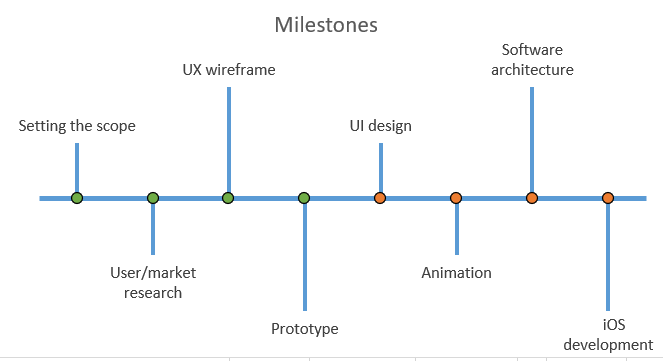 Milestones
Software
architecture
UX wireframe
Setting the scope
UI design
User/market
research
Animation
Prototype
iOS
development